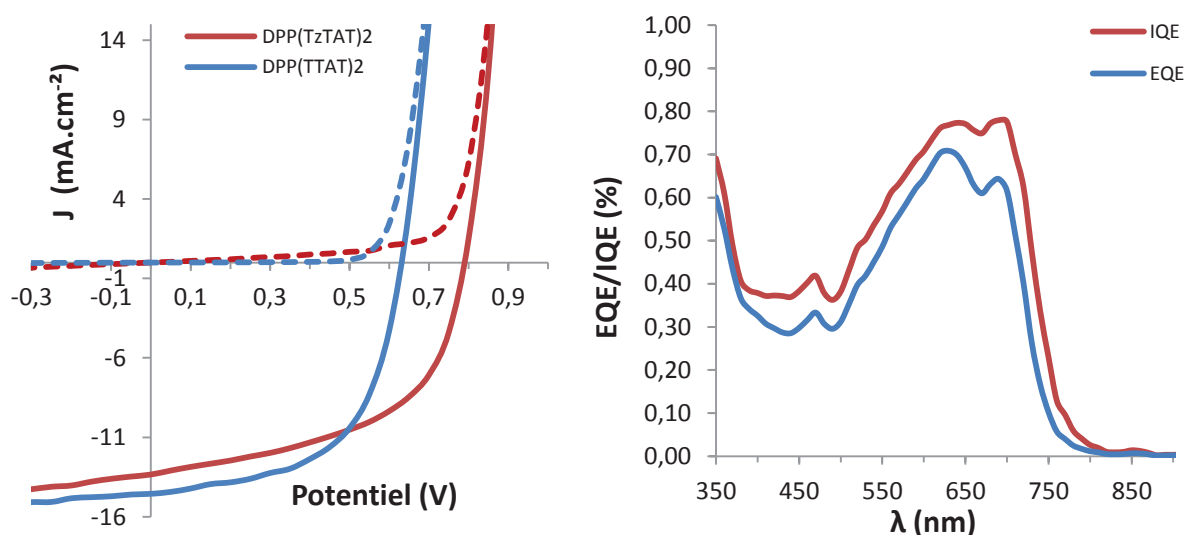 J (mA.cm⁻²)
14
9
4
-1
-6
-11
-16
DPP(TzTAT)2
DPP(TTAT)2
-0,3 -0,1 0,1 0,3 0,5 0,7 0,9
Potentiel (V)
EQE/IQE (%)
1,00
0,90
0,80
0,70
0,60
0,50
0,40
0,30
0,20
0,10
0,00
IQE
EQE
350 450 550 650 750 850
λ (nm)